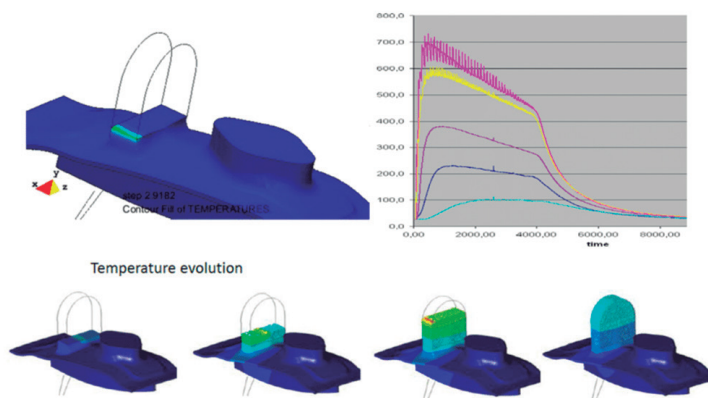 800,0
700,0
600,0
500,0
400,0
300,0
200,0
100,0
0,0
0,00 2000,00 4000,00 6000,00 8000,00
time
x y z
step 2.9182
Contour Fill of TEMPERATURES
Temperature evolution